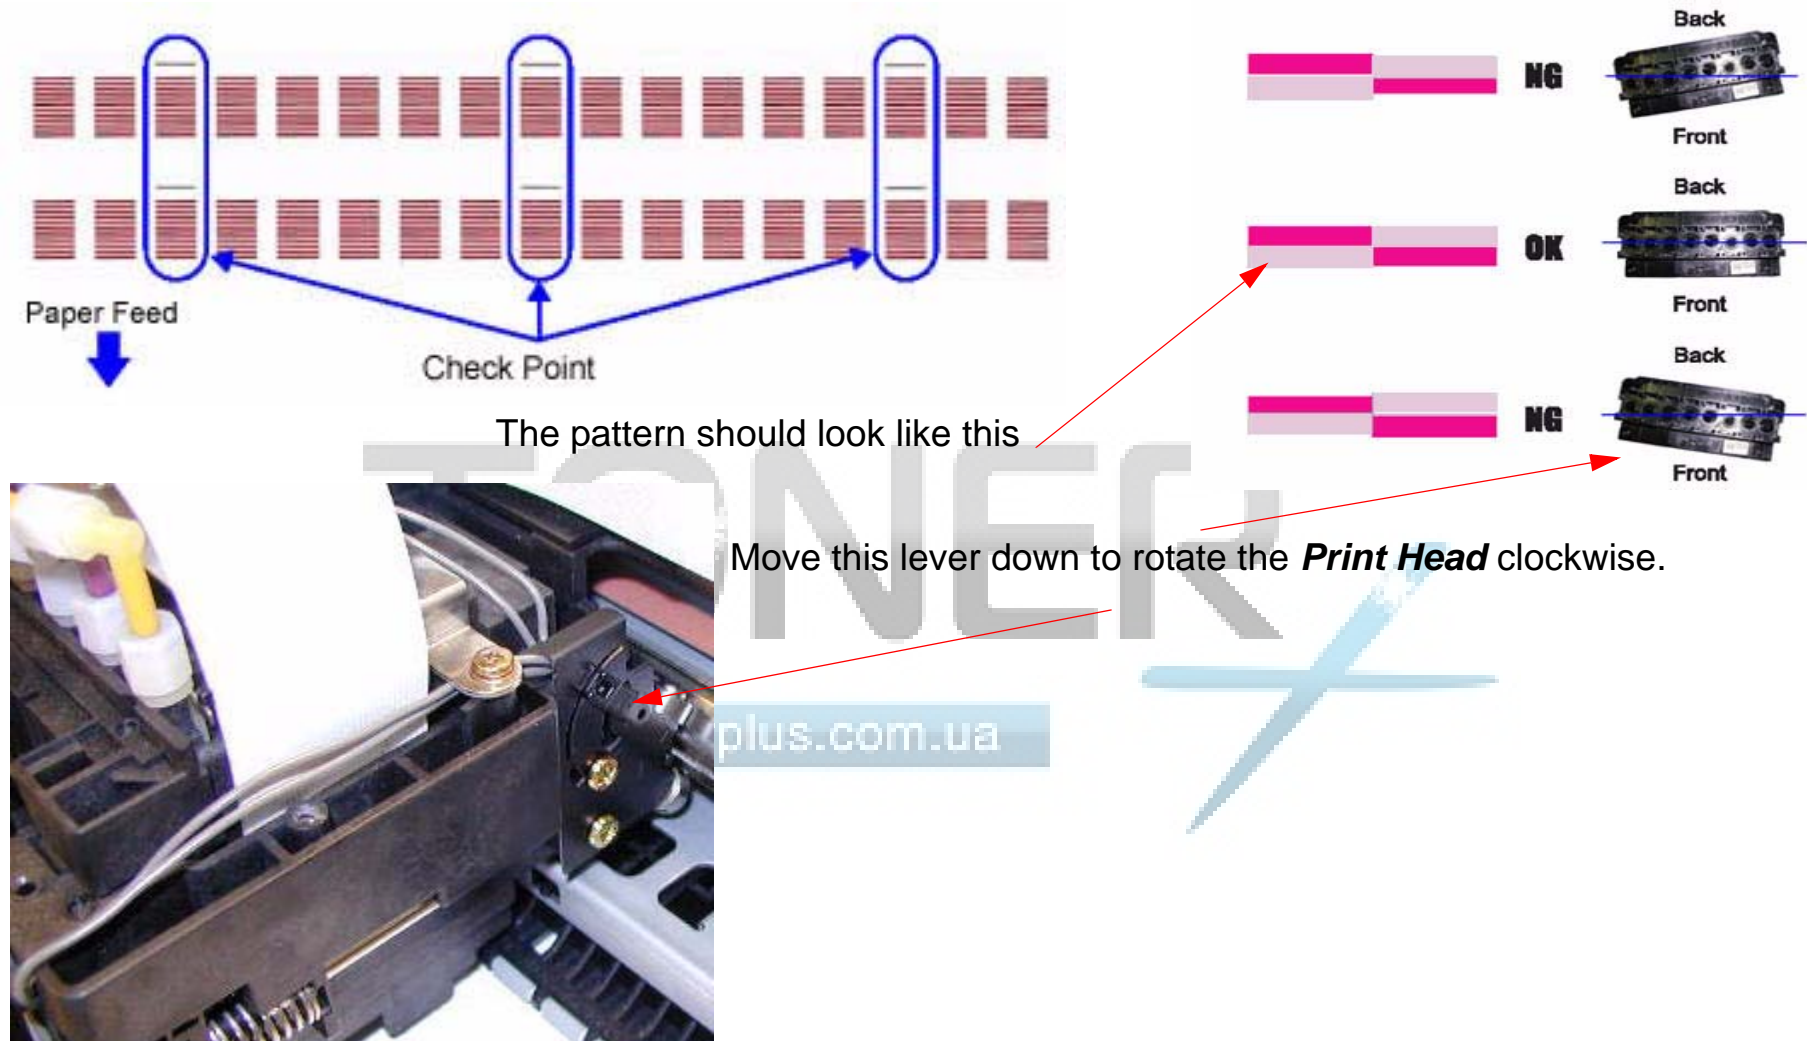 Back
NG
Front
Back
OK
Front
Paper Feed
Check Point
Back
NG
Front
The pattern should look like this
TONER
Move this lever down to rotate the Print Head clockwise.
plus.com.ua